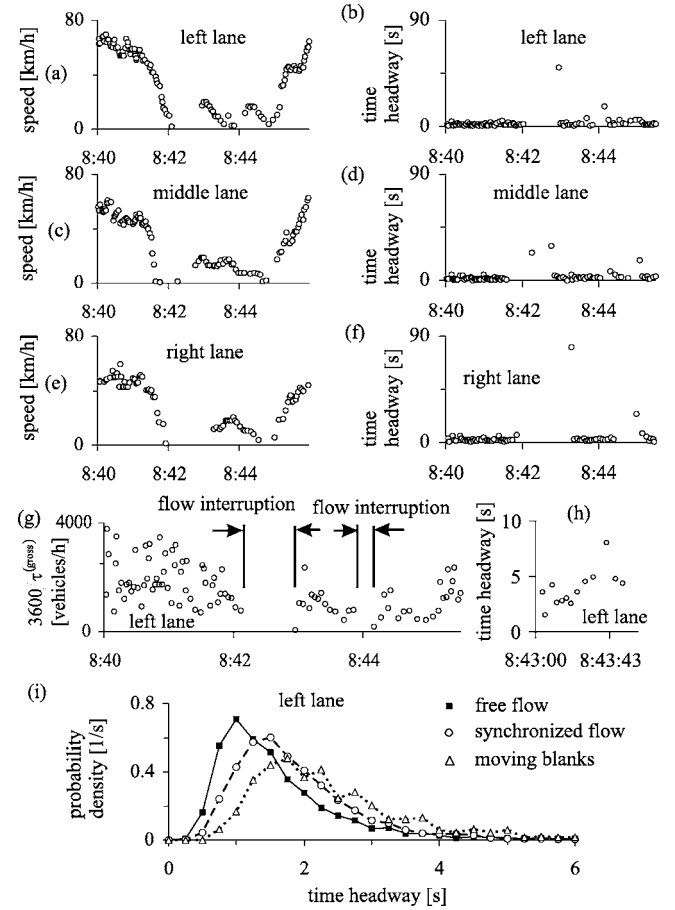 (a)
speed [km/h]
80
0
left lane
8:40 8:42 8:44
(b)
time
headway [s]
90
0
left lane
8:40 8:42 8:44
(c)
speed [km/h]
80
0
middle lane
8:40 8:42 8:44
(d)
time
headway [s]
90
0
middle lane
8:40 8:42 8:44
(e)
speed [km/h]
80
0
right lane
8:40 8:42 8:44
(f)
time
headway [s]
90
0
right lane
8:40 8:42 8:44
(g)
flow interruption flow interruption
3600 / τ(gross)
[vehicles/h]
4000
0
left lane
8:40 8:42 8:44
(h)
time headway [s]
10
5
0
left lane
8:43:00 8:43:43
(i)
left lane
probability
density [1/s]
0.8
0.4
0
free flow
synchronized flow
moving blanks
0 2 4 6
time headway [s]